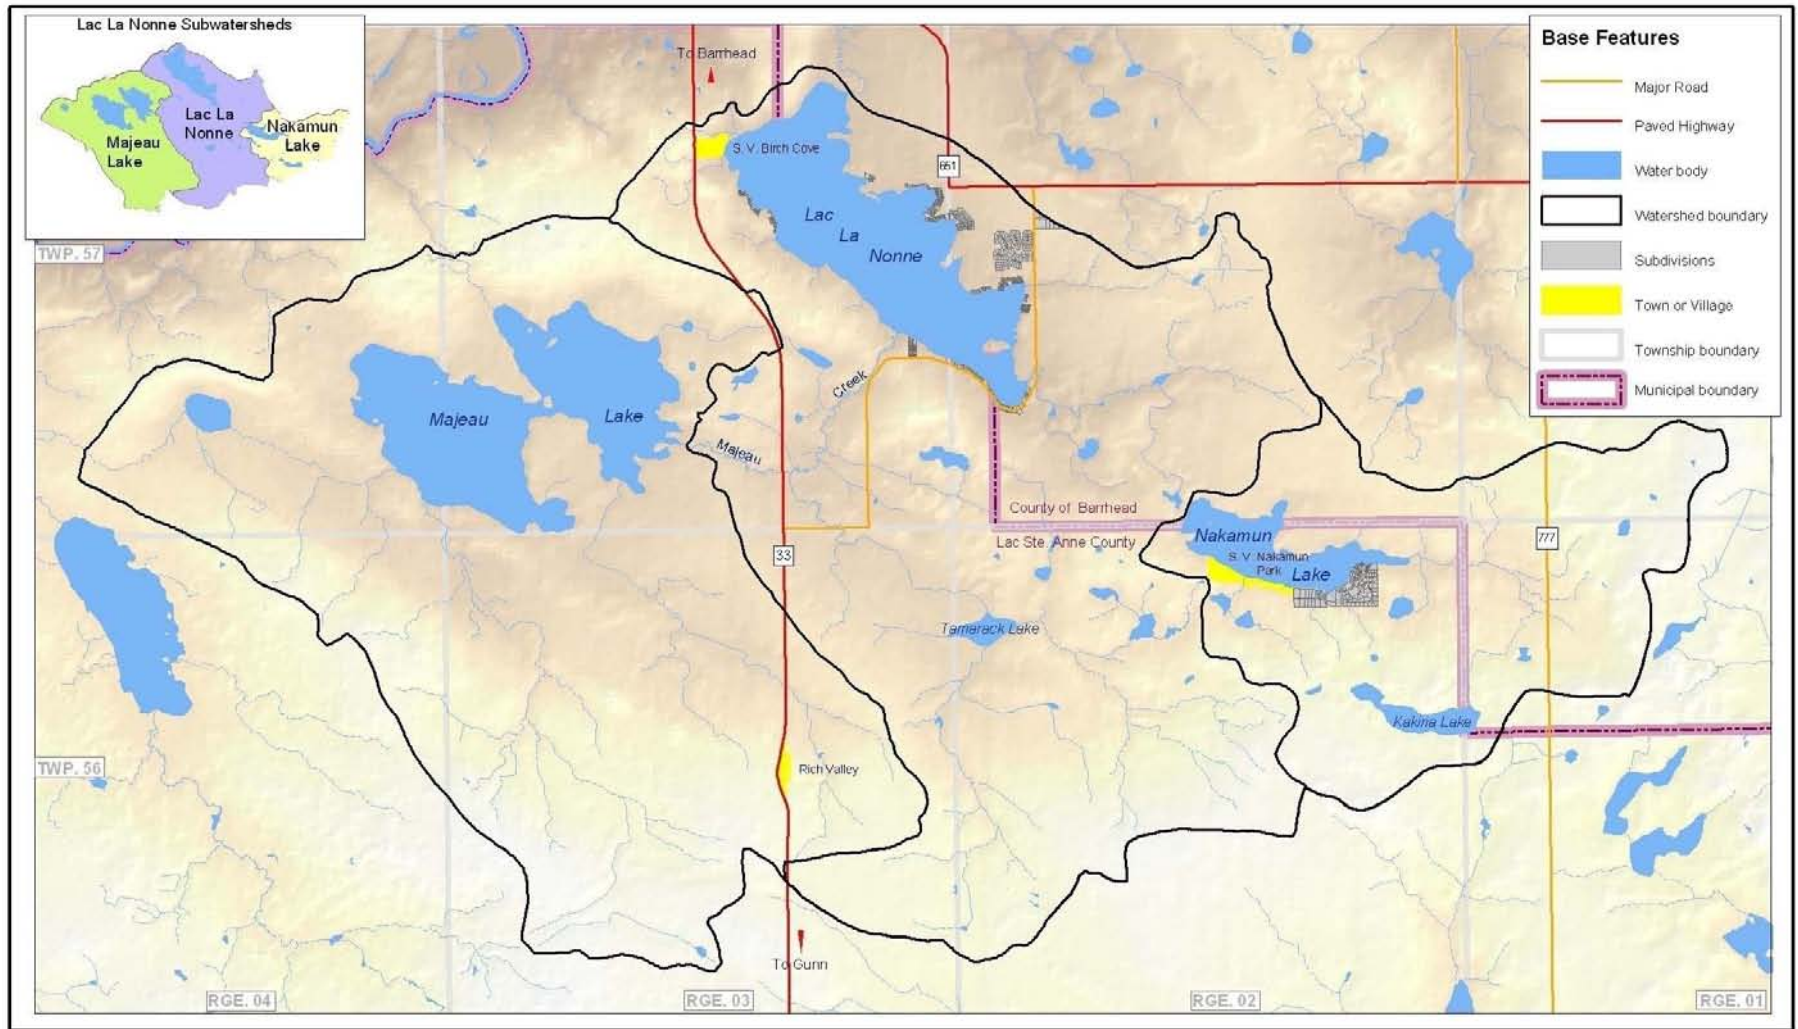 Lac La Nonne Subwatersheds
Lac La
Nonne
Nakamun
Lake
Majeau
Lake
Base Features
Major Road
Paved Highway
Water body
Watershed boundary
Subdivisions
Town or Village
Township boundary
Municipal boundary
To Barrhead
S. V. Birch Cove
651
Lac
La
Nonne
TWP. 57
Majeau
Lake
Creek
Majeau
County of Barrhead
Lac Ste. Anne County
33
777
Nakamun
S. V. Nakamun
Park
Lake
Tamarack Lake
Kakina Lake
TWP. 56
Rich Valley
To Gunn
RGE. 04
RGE. 03
RGE. 02
RGE. 01